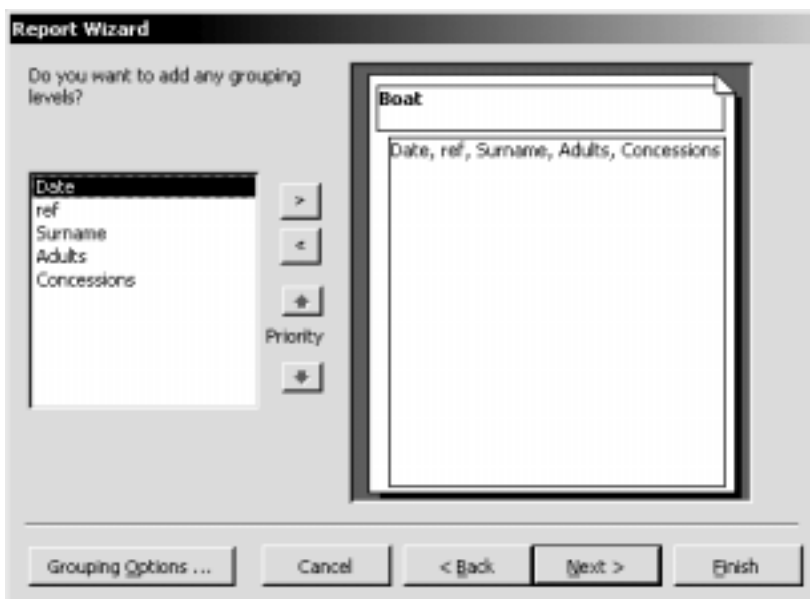 Report Wizard
Do you want to add any grouping
levels?
Date
ref
Surname
Adults
Concessions
>
<
Priority
Boat
Date, ref, Surname, Adults, Concessions
Grouping Options ...
Cancel
< Back
Next >
Finish